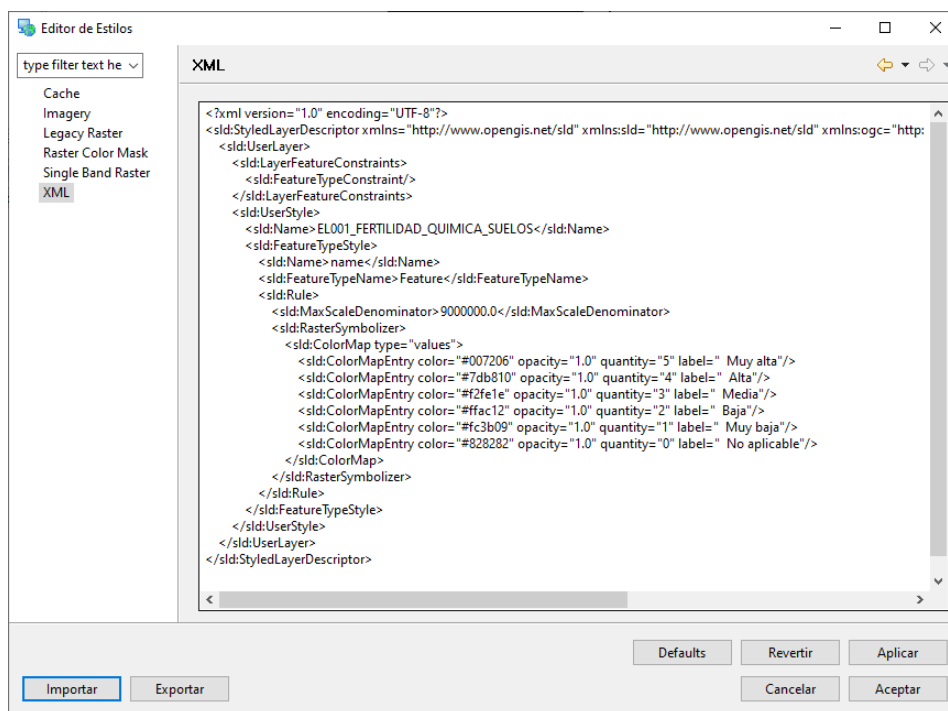 Editor de Estilos
type filter text he
XML
Cache
Imagery
Legacy Raster
Raster Color Mask
Single Band Raster
XML
<?xml version="1.0" encoding="UTF-8"?>
<sld:StyledLayerDescriptor xmlns="http://www.opengis.net/sld" xmlns:sld="http://www.opengis.net/sld" xmlns:ogc="http:
<sld:UserLayer>
<sld:LayerFeatureConstraints>
<sld:FeatureTypeConstraint/>
</sld:LayerFeatureConstraints>
<sld:UserStyle>
<sld:Name>EL001_FERTILIDAD_QUIMICA_SUELOS</sld:Name>
<sld:FeatureTypeStyle>
<sld:Name>name</sld:Name>
<sld:FeatureTypeName>Feature</sld:FeatureTypeName>
<sld:Rule>
<sld:MaxScaleDenominator>9000000.0</sld:MaxScaleDenominator>
<sld:RasterSymbolizer>
<sld:ColorMap type="values">
<sld:ColorMapEntry color="#007206" opacity="1.0" quantity="5" label="  Muy alta"/>
<sld:ColorMapEntry color="#7db810" opacity="1.0" quantity="4" label="  Alta"/>
<sld:ColorMapEntry color="#f2fe1e" opacity="1.0" quantity="3" label="  Media"/>
<sld:ColorMapEntry color="#ffac12" opacity="1.0" quantity="2" label="  Baja"/>
<sld:ColorMapEntry color="#fc3b09" opacity="1.0" quantity="1" label="  Muy baja"/>
<sld:ColorMapEntry color="#828282" opacity="1.0" quantity="0" label="  No aplicable"/>
</sld:ColorMap>
</sld:RasterSymbolizer>
</sld:Rule>
</sld:FeatureTypeStyle>
</sld:UserStyle>
</sld:UserLayer>
</sld:StyledLayerDescriptor>
Defaults
Revertir
Aplicar
Importar
Exportar
Cancelar
Aceptar